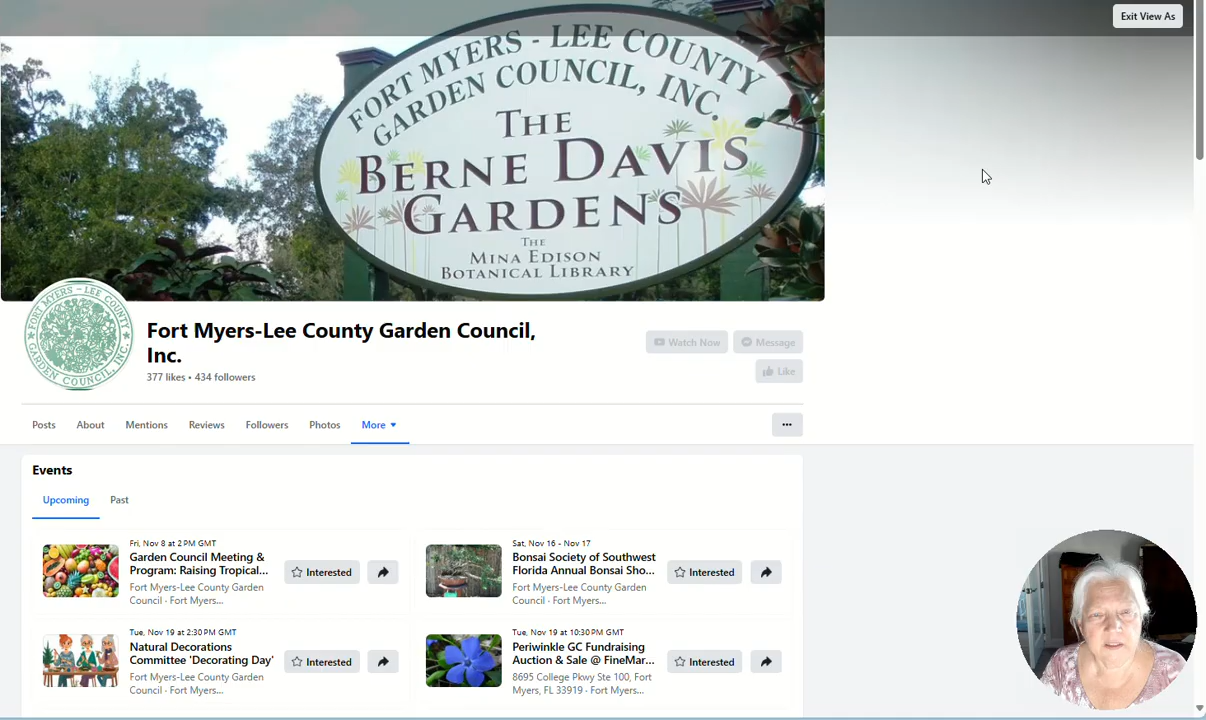 Exit View As
FORT MYERS - LEE COUNTY
GARDEN COUNCIL, INC.
THE
BERNE DAVIS
GARDENS
THE
MINA EDISON
BOTANICAL LIBRARY
FORT MYERS - LEE COUNTY
GARDEN COUNCIL, INC.
Fort Myers-Lee County Garden Council,
Inc.
377 likes • 434 followers
Watch Now
Message
Like
Posts
About
Mentions
Reviews
Followers
Photos
More
Events
Upcoming
Past
Fri, Nov 8 at 2 PM GMT
Garden Council Meeting &
Program: Raising Tropical...
Fort Myers-Lee County Garden
Council · Fort Myers...
Interested
Sat, Nov 16 - Nov 17
Bonsai Society of Southwest
Florida Annual Bonsai Sho...
Fort Myers-Lee County Garden
Council · Fort Myers...
Interested
Tue, Nov 19 at 2:30 PM GMT
Natural Decorations
Committee 'Decorating Day'
Fort Myers-Lee County Garden
Council · Fort Myers...
Interested
Tue, Nov 19 at 10:30 PM GMT
Periwinkle GC Fundraising
Auction & Sale @ FineMar...
8695 College Pkwy Ste 100, Fort
Myers, FL 33919 · Fort Myers...
Interested